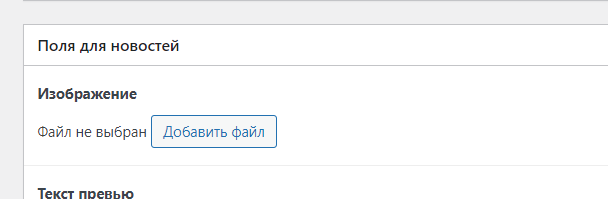 Поля для новостей
Изображение
Файл не выбран Добавить файл
Текст превью